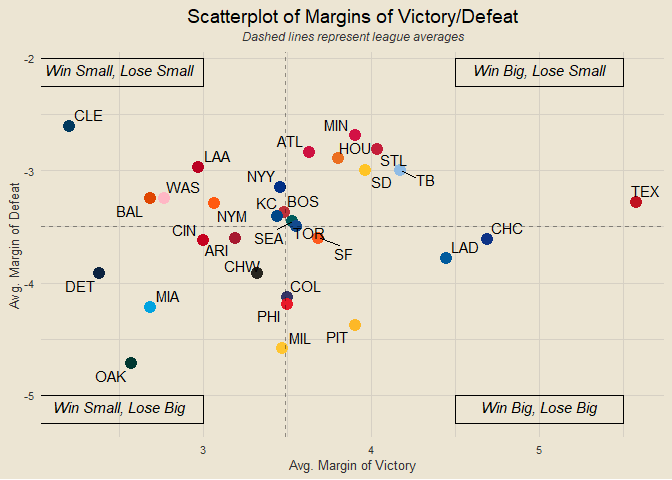 Scatterplot of Margins of Victory/Defeat
Dashed lines represent league averages
-2
Win Small, Lose Small
Win Big, Lose Small
CLE
MIN
ATL
HOU
LAA
STL
-3
NYY
SD
TB
WAS
TEX
BAL
KC
BOS
NYM
CIN
SEA
TOR
CHC
ARI
SF
LAD
CHW
DET
COL
-4
MIA
PHI
MIL
PIT
OAK
-5
Win Small, Lose Big
Win Big, Lose Big
3
4
5
Avg. Margin of Victory
Avg. Margin of Defeat